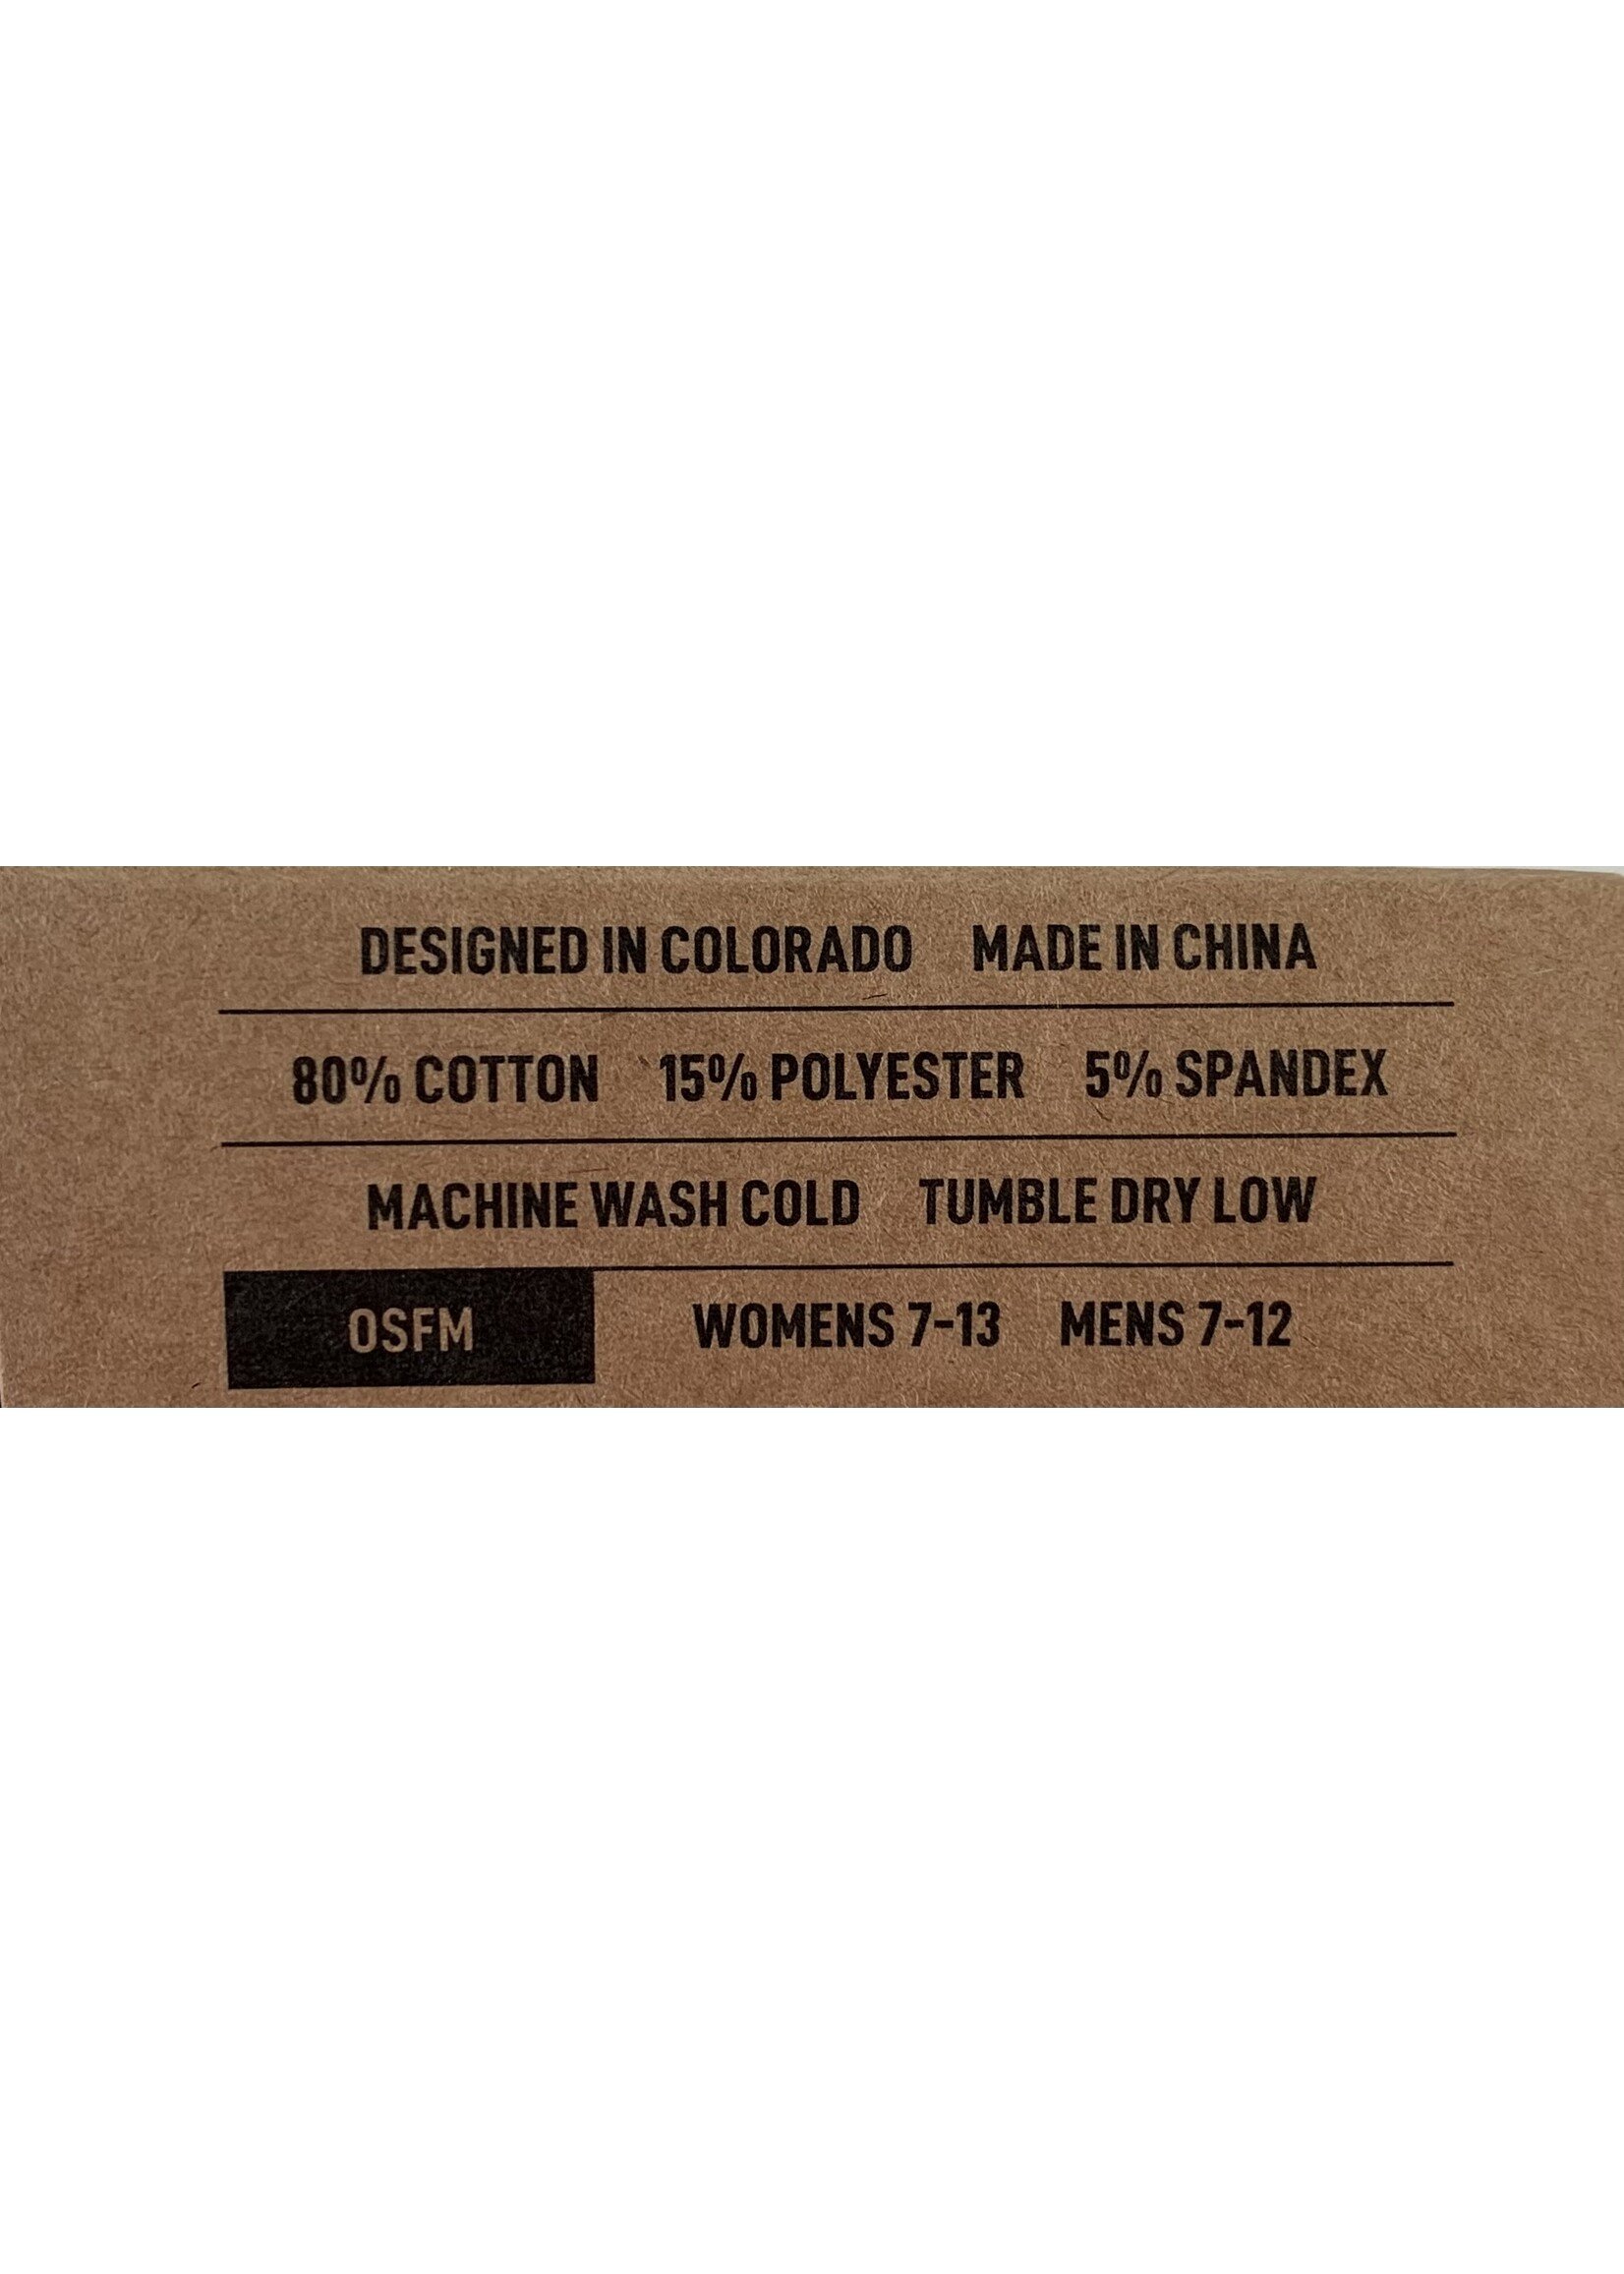 DESIGNED IN COLORADO MADE IN CHINA
80% COTTON 15% POLYESTER 5% SPANDEX
MACHINE WASH COLD TUMBLE DRY LOW
OSFM WOMENS 7-13 MENS 7-12